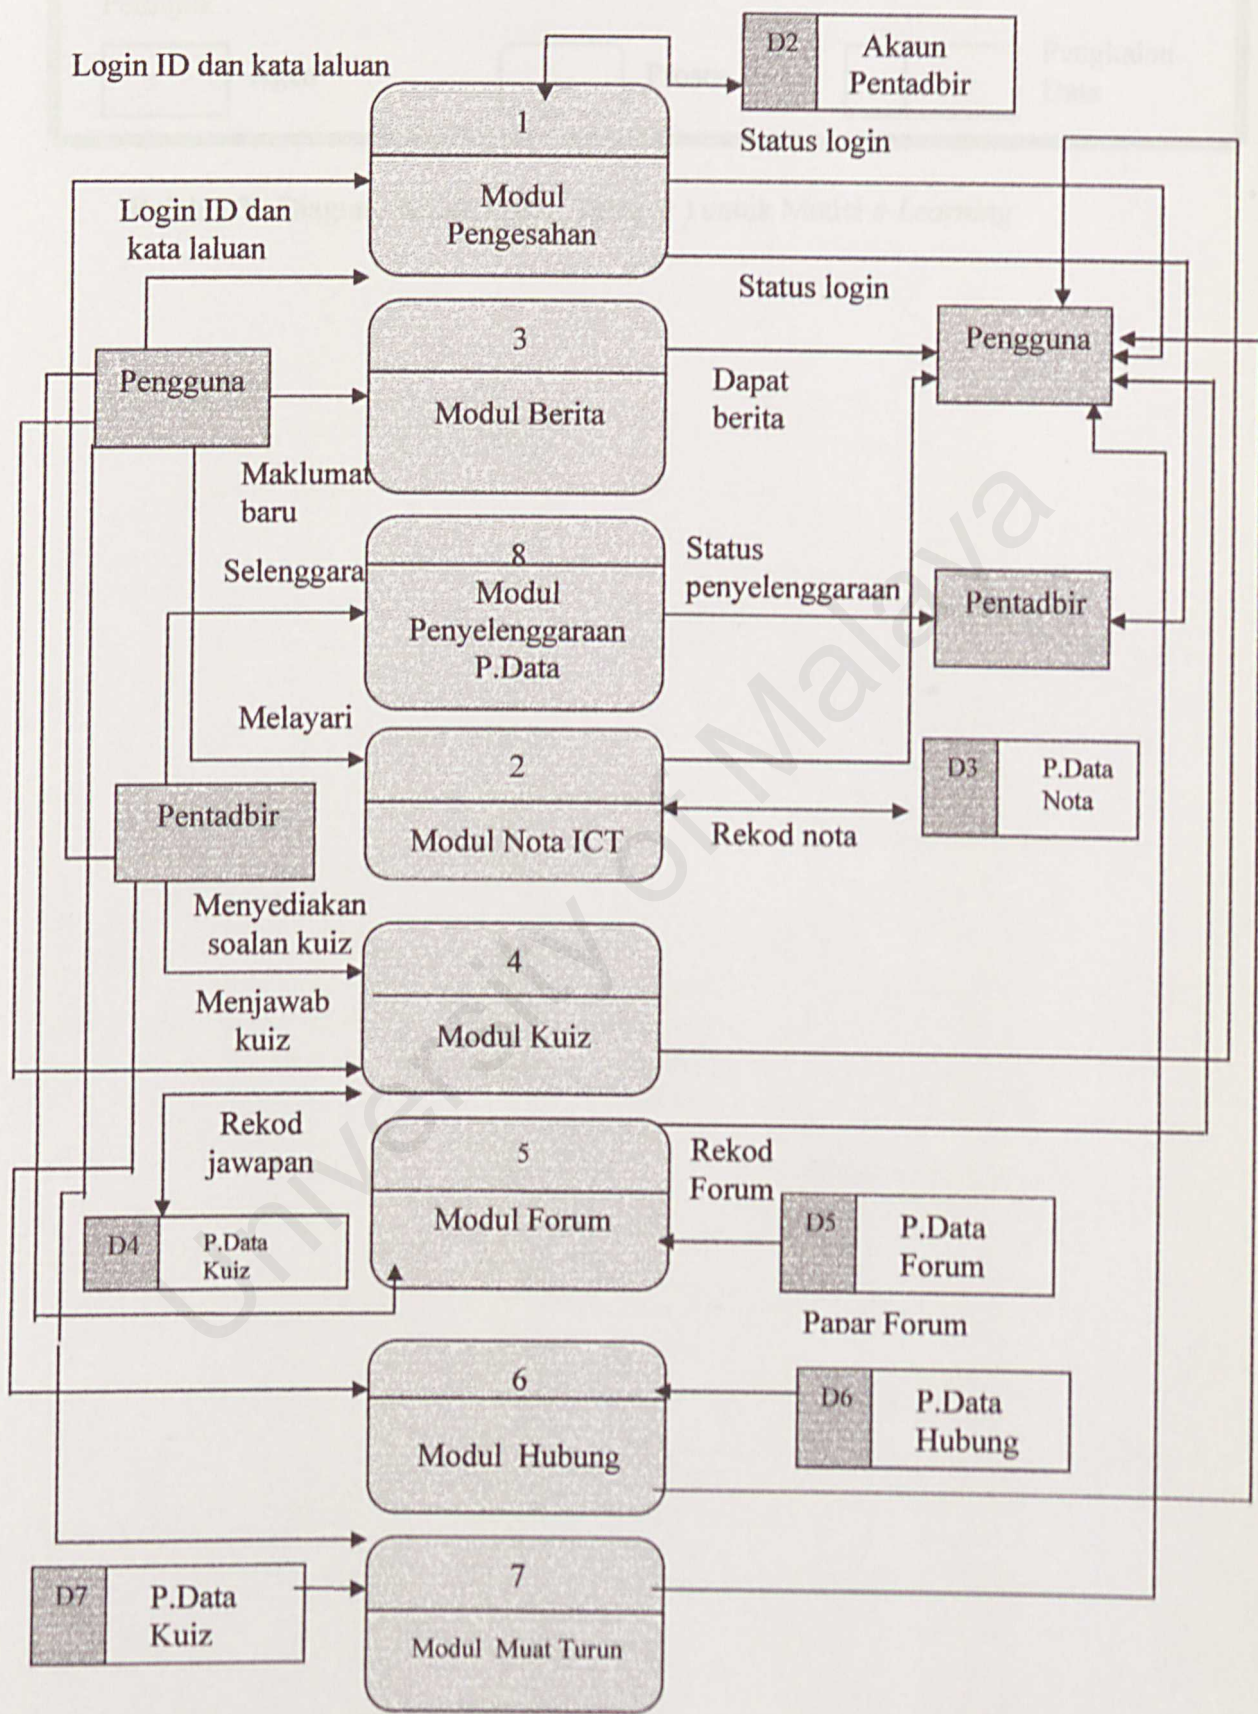 D2
Akaun
Pentadbir
Login ID dan kata laluan
1
Modul
Pengesahan
Status login
Login ID dan
kata laluan
Status login
3
Modul Berita
Pengguna
Pengguna
Dapat
berita
Maklumat
baru
8
Modul
Penyelenggaraan
P.Data
Selenggara
Status
penyelenggaraan
Pentadbir
Melayari
2
Modul Nota ICT
D3
P.Data
Nota
Rekod nota
Pentadbir
Menyediakan
soalan kuiz
4
Modul Kuiz
Menjawab
kuiz
Rekod
jawapan
5
Modul Forum
Rekod
Forum
D4
P.Data
Kuiz
D5
P.Data
Forum
Papar Forum
6
Modul Hubung
D6
P.Data
Hubung
7
Modul Muat Turun
D7
P.Data
Kuiz
University of Malaya